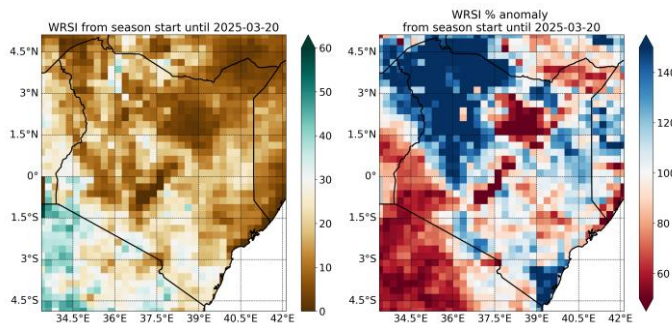 WRSI from season start until 2025-03-20
4.5°N
3°N
1.5°N
0°
1.5°S
3°S
4.5°S
34.5°E 36°E 37.5°E 39°E 40.5°E 42°E
60
50
40
30
20
10
0
WRSI % anomaly
from season start until 2025-03-20
4.5°N
3°N
1.5°N
0°
1.5°S
3°S
4.5°S
34.5°E 36°E 37.5°E 39°E 40.5°E 42°E
140
120
100
80
60